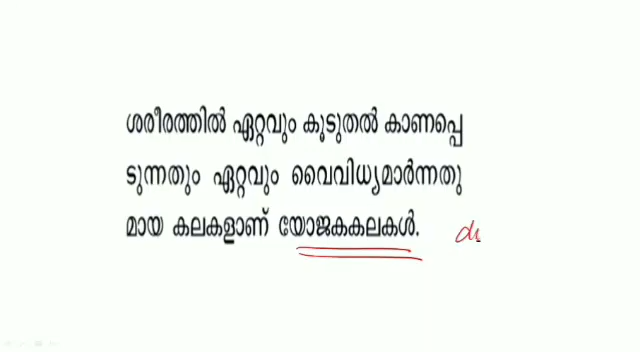 ശരീരത്തിൽ ഏറ്റവും കൂടുതൽ കാണപ്പെ
ടുന്നതും ഏറ്റവും വൈവിധ്യമാർന്നതു
മായ കലകളാണ് യോജകകലകൾ.